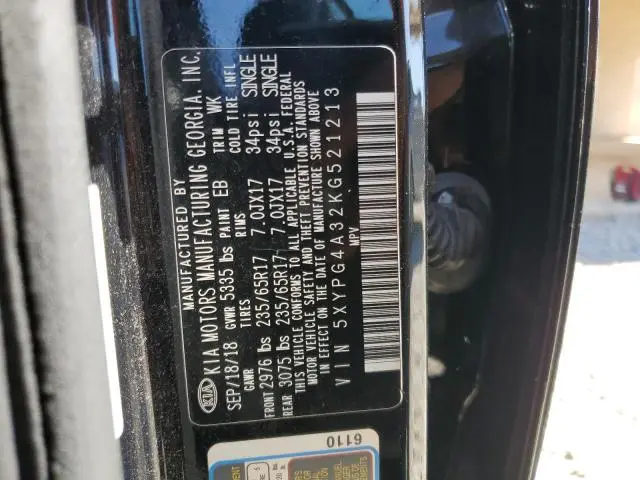 MANUFACTURED BY
KIA KIA MOTORS MANUFACTURING GEORGIA, INC.
SEP/18/18 GVWR 5335 lbs PAINT EB TRIM WK
GAWR TIRES RIMS COLD TIRE INFL
FRONT 2976 lbs 235/65R17 7.0JX17 34psi SINGLE
REAR 3075 lbs 235/65R17 7.0JX17 34psi SINGLE
THIS VEHICLE CONFORMS TO ALL APPLICABLE U.S.A. FEDERAL
MOTOR VEHICLE SAFETY AND THEFT PREVENTION STANDARDS
IN EFFECT ON THE DATE OF MANUFACTURE SHOWN ABOVE
VIN 5XYPG4A32KG521213
MPV
6110